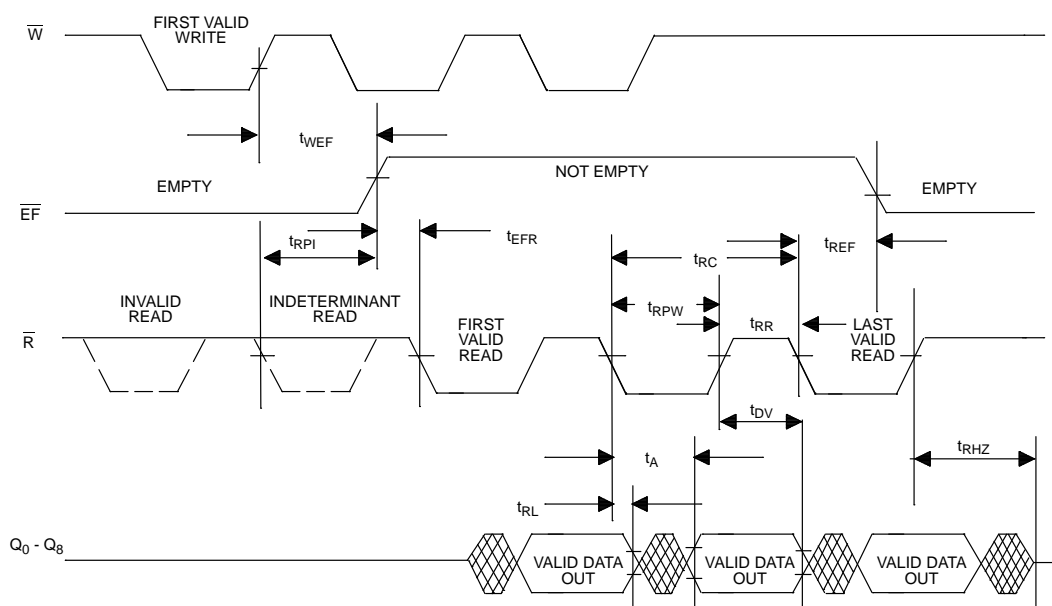 FIRST VALID
WRITE
W
tWEF
EMPTY
NOT EMPTY
EMPTY
EF
tRPI
tEFR
tRC
tREF
INVALID
READ
INDETERMINANT
READ
FIRST
VALID
READ
tRPW
tRR
LAST
VALID
READ
R
tDV
tA
tRHZ
tRL
Q0 - Q8
VALID DATA
OUT
VALID DATA
OUT
VALID DATA
OUT